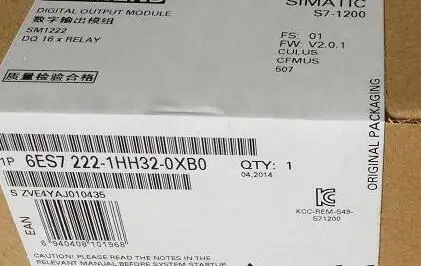 SIMATIC
S7-1200
DIGITAL OUTPUT MODULE
数字输出模组
SM1222
DQ 16 x RELAY
FS: 01
FW: V2.0.1
CULUS
CFMUS
507
质量检验合格
ORIGINAL PACKAGING
1P 6ES7 222-1HH32-0XB0
QTY: 1
04.2014
S ZVE4YAJ010435
KCC-REM-S49-
S71200
EAN
6 940408 101968
CAUTION! PLEASE READ THESE NOTES IN THE
RELEVANT MANUAL BEFORE SYSTEM STARTUP